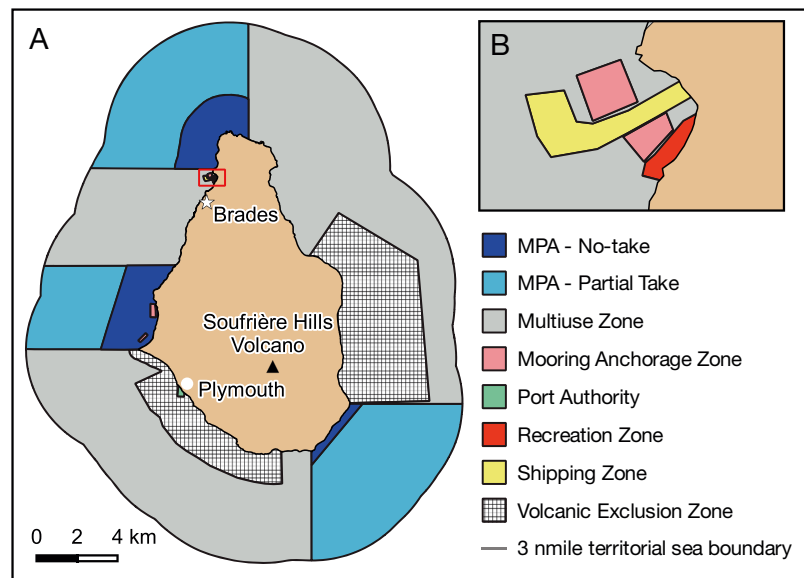 A
B
Brades
Soufrière Hills
Volcano
Plymouth
0 2 4 km
MPA - No-take
MPA - Partial Take
Multiuse Zone
Mooring Anchorage Zone
Port Authority
Recreation Zone
Shipping Zone
Volcanic Exclusion Zone
3 nmile territorial sea boundary